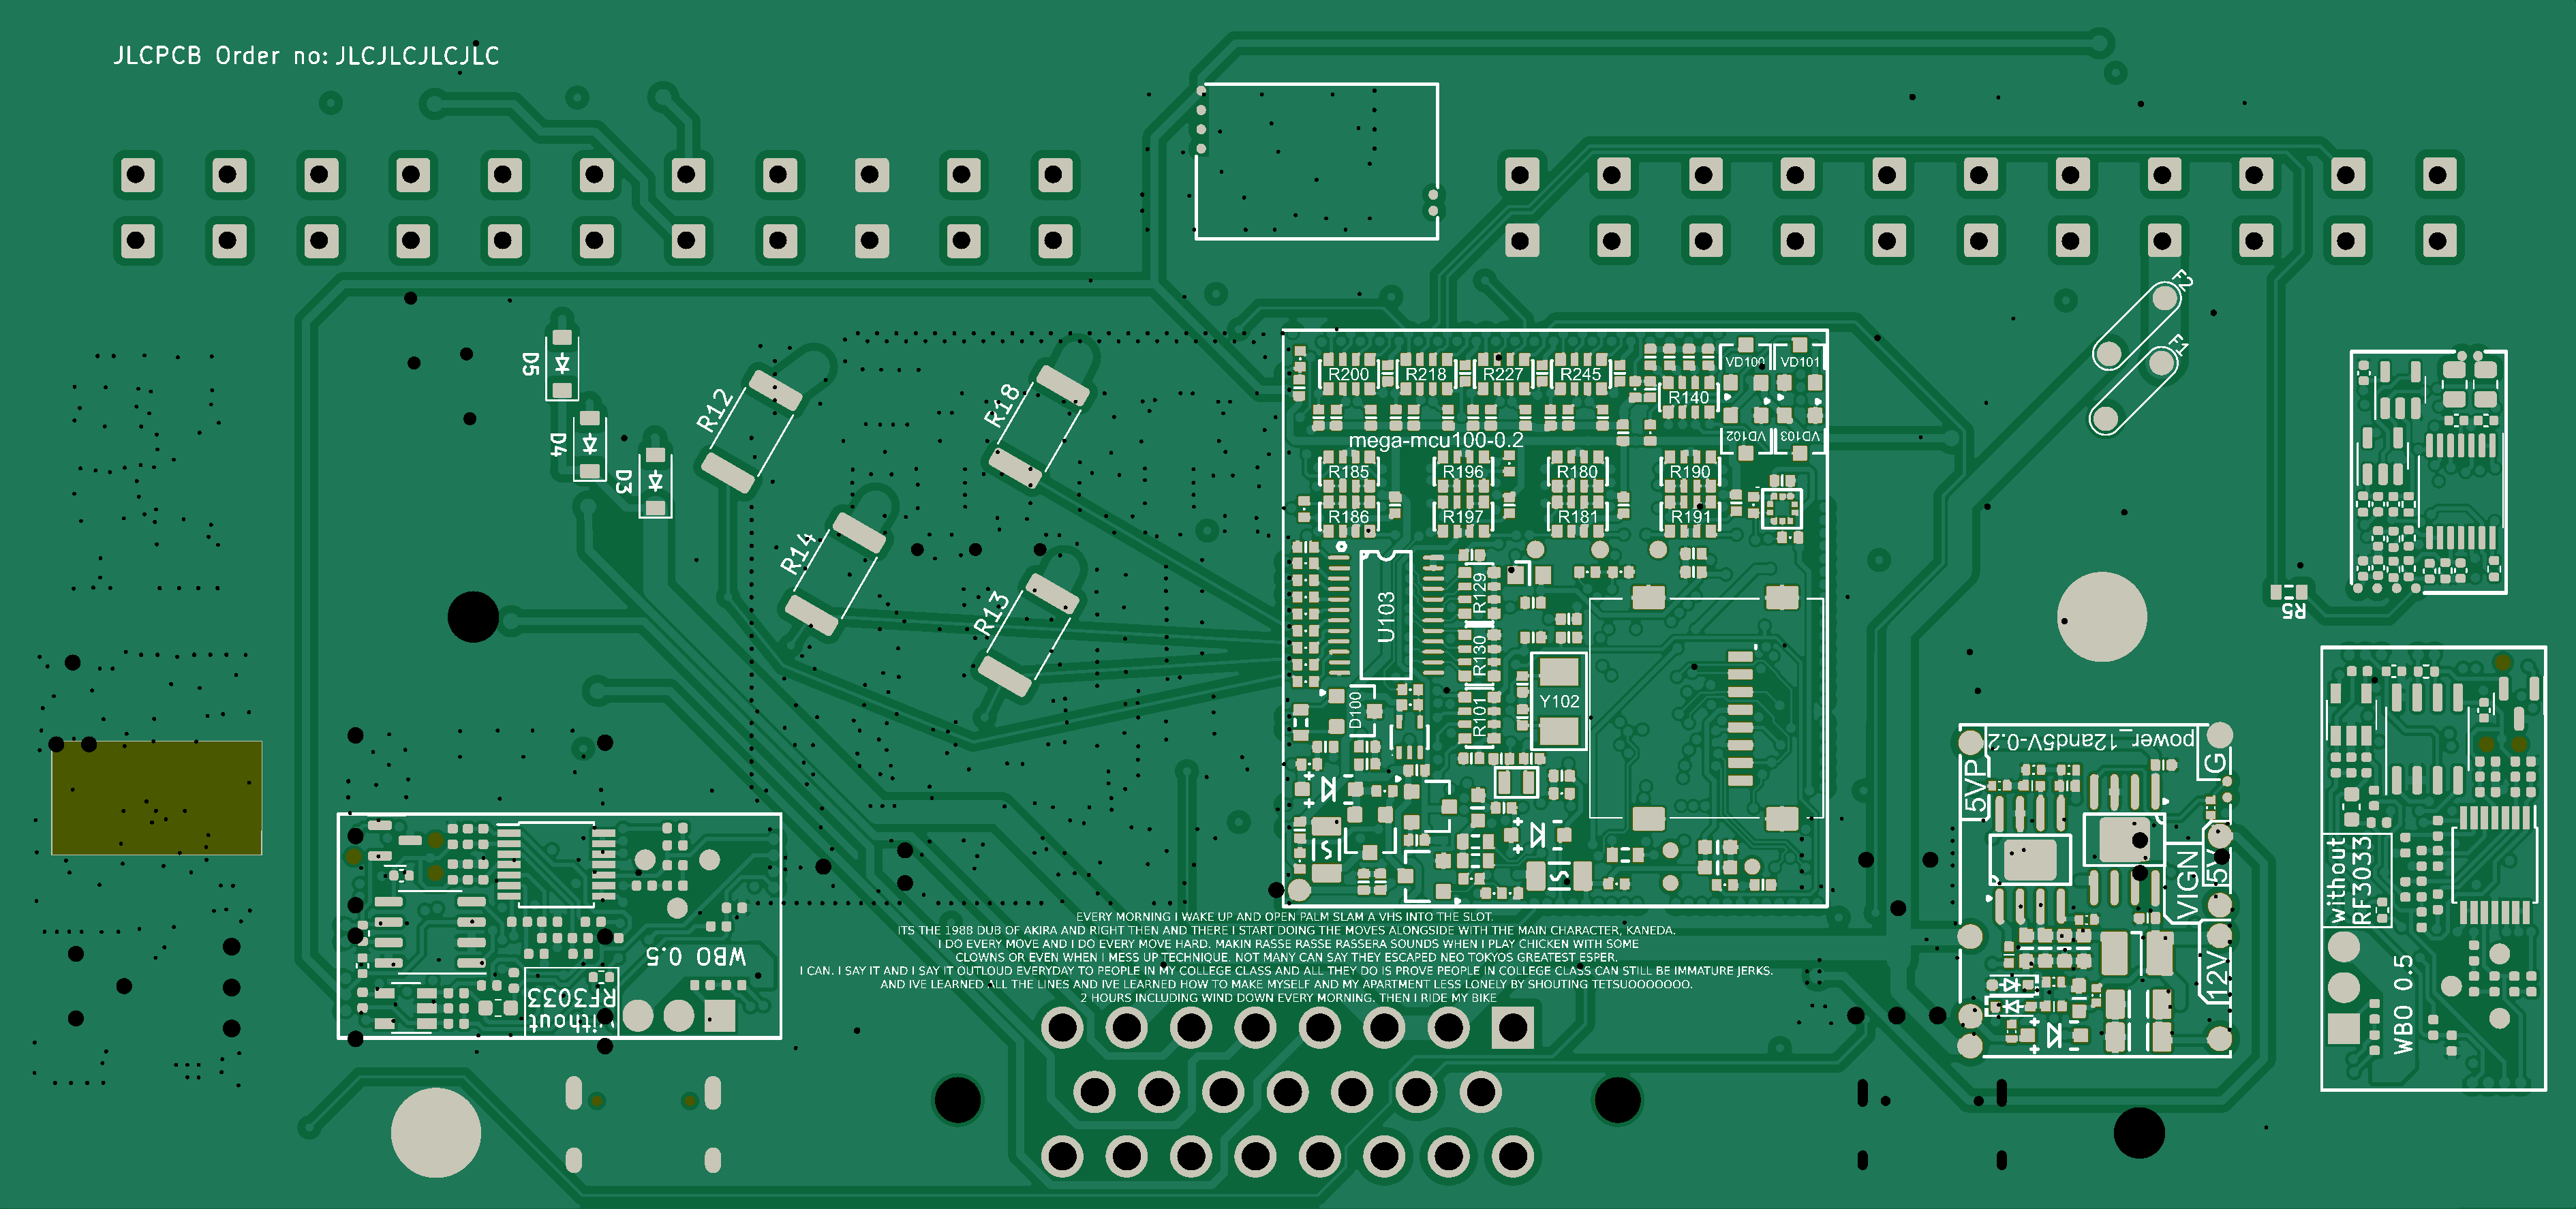 JLCPCB Order no: JLCJLCJLCJLC
F2
F1
D5
D4
D3
R12
R18
R14
R13
R200 R218 R227 R245
VD100 VD101
R140
VD102 VD103
mega-mcu100-0.2
R185 R196 R180 R190
R186 R197 R181 R191
U103
R129
R130
R101
D100
Y102
R5
power_12and5V-0.2
5VP
G
VIGN
5V
12V
without
RF3033
WBO 0.5
WBO 0.5
without
RF3033
EVERY MORNING I WAKE UP AND OPEN PALM SLAM A VHS INTO THE SLOT.
ITS THE 1988 DUB OF AKIRA AND RIGHT THEN AND THERE I START DOING THE MOVES ALONGSIDE WITH THE MAIN CHARACTER, KANEDA.
I DO EVERY MOVE AND I DO EVERY MOVE HARD. MAKIN RASSE RASSE RASSERA SOUNDS WHEN I PLAY CHICKEN WITH SOME
CLOWNS OR EVEN WHEN I MESS UP TECHNIQUE. NOT MANY CAN SAY THEY ESCAPED NEO TOKYOS GREATEST ESPER.
I CAN. I SAY IT AND I SAY IT OUTLOUD EVERYDAY TO PEOPLE IN MY COLLEGE CLASS AND ALL THEY DO IS PROVE PEOPLE IN COLLEGE CLASS CAN STILL BE IMMATURE JERKS.
AND IVE LEARNED ALL THE LINES AND IVE LEARNED HOW TO MAKE MYSELF AND MY APARTMENT LESS LONELY BY SHOUTING TETSUOOOOOOO.
2 HOURS INCLUDING WIND DOWN EVERY MORNING. THEN I RIDE MY BIKE